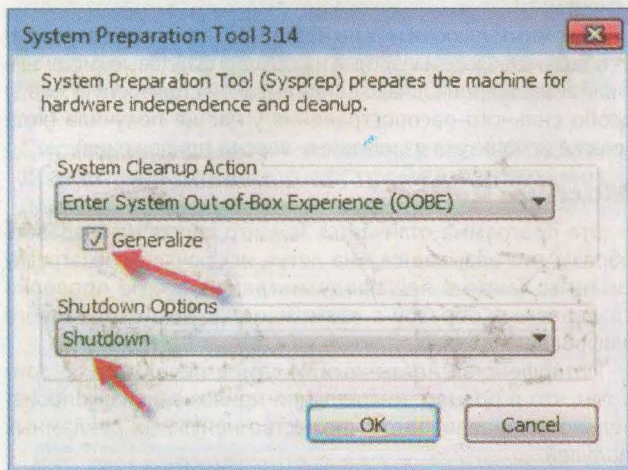 System Preparation Tool 3.14
System Preparation Tool (Sysprep) prepares the machine for
hardware independence and cleanup.
System Cleanup Action
Enter System Out-of-Box Experience (OOBE)
Generalize
Shutdown Options
Shutdown
OK
Cancel